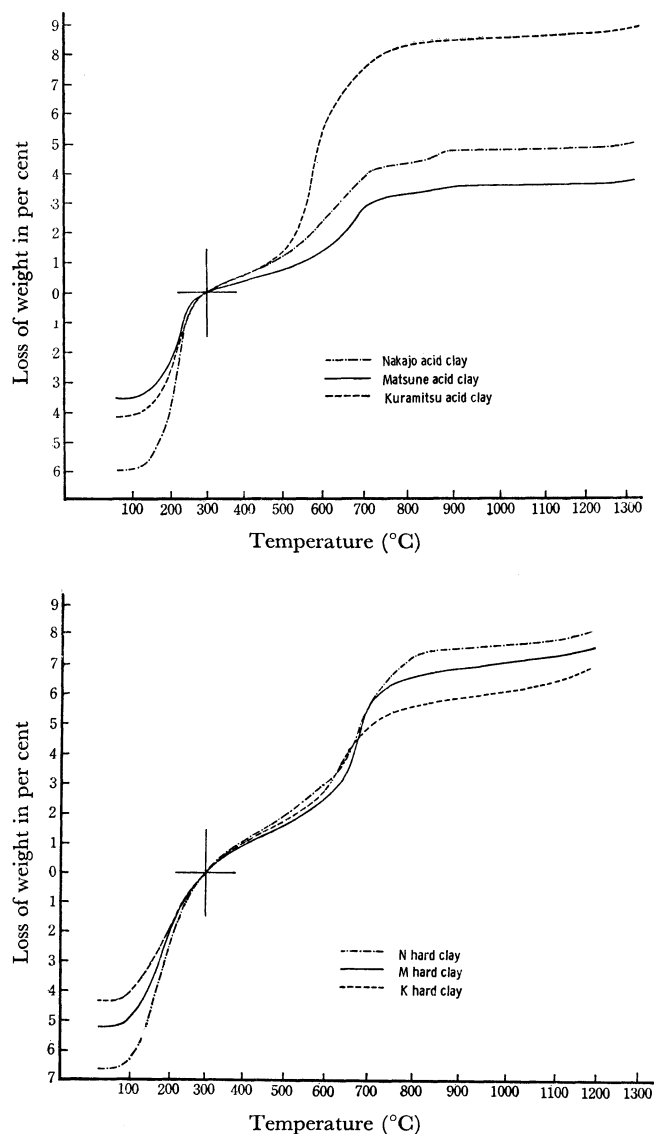 9
8
7
6
5
4
3
2
1
0
1
2
3
4
5
6
Loss of weight in per cent
Nakajo acid clay
Matsune acid clay
Kuramitsu acid clay
100 200 300 400 500 600 700 800 900 1000 1100 1200 1300
Temperature (°C)
9
8
7
6
5
4
3
2
1
0
1
2
3
4
5
6
7
Loss of weight in per cent
N hard clay
M hard clay
K hard clay
100 200 300 400 500 600 700 800 900 1000 1100 1200 1300
Temperature (°C)